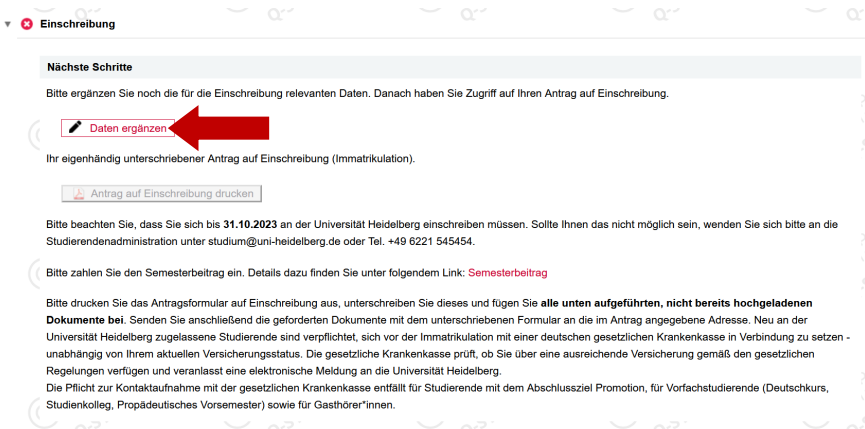 Einschreibung
Nächste Schritte
Bitte ergänzen Sie noch die für die Einschreibung relevanten Daten. Danach haben Sie Zugriff auf Ihren Antrag auf Einschreibung.
Daten ergänzen
Ihr eigenhändig unterschriebener Antrag auf Einschreibung (Immatrikulation).
Antrag auf Einschreibung drucken
Bitte beachten Sie, dass Sie sich bis 31.10.2023 an der Universität Heidelberg einschreiben müssen. Sollte Ihnen das nicht möglich sein, wenden Sie sich bitte an die
Studierendenadministration unter studium@uni-heidelberg.de oder Tel. +49 6221 545454.
Bitte zahlen Sie den Semesterbeitrag ein. Details dazu finden Sie unter folgendem Link: Semesterbeitrag
Bitte drucken Sie das Antragsformular auf Einschreibung aus, unterschreiben Sie dieses und fügen Sie alle unten aufgeführten, nicht bereits hochgeladenen
Dokumente bei. Senden Sie anschließend die geforderten Dokumente mit dem unterschriebenen Formular an die im Antrag angegebene Adresse. Neu an der
Universität Heidelberg zugelassene Studierende sind verpflichtet, sich vor der Immatrikulation mit einer deutschen gesetzlichen Krankenkasse in Verbindung zu setzen -
unabhängig von Ihrem aktuellen Versicherungsstatus. Die gesetzliche Krankenkasse prüft, ob Sie über eine ausreichende Versicherung gemäß den gesetzlichen
Regelungen verfügen und veranlasst eine elektronische Meldung an die Universität Heidelberg.
Die Pflicht zur Kontaktaufnahme mit der gesetzlichen Krankenkasse entfällt für Studierende mit dem Abschlussziel Promotion, für Vorfachstudierende (Deutschkurs,
Studienkolleg, Propädeutisches Vorsemester) sowie für Gasthörer*innen.